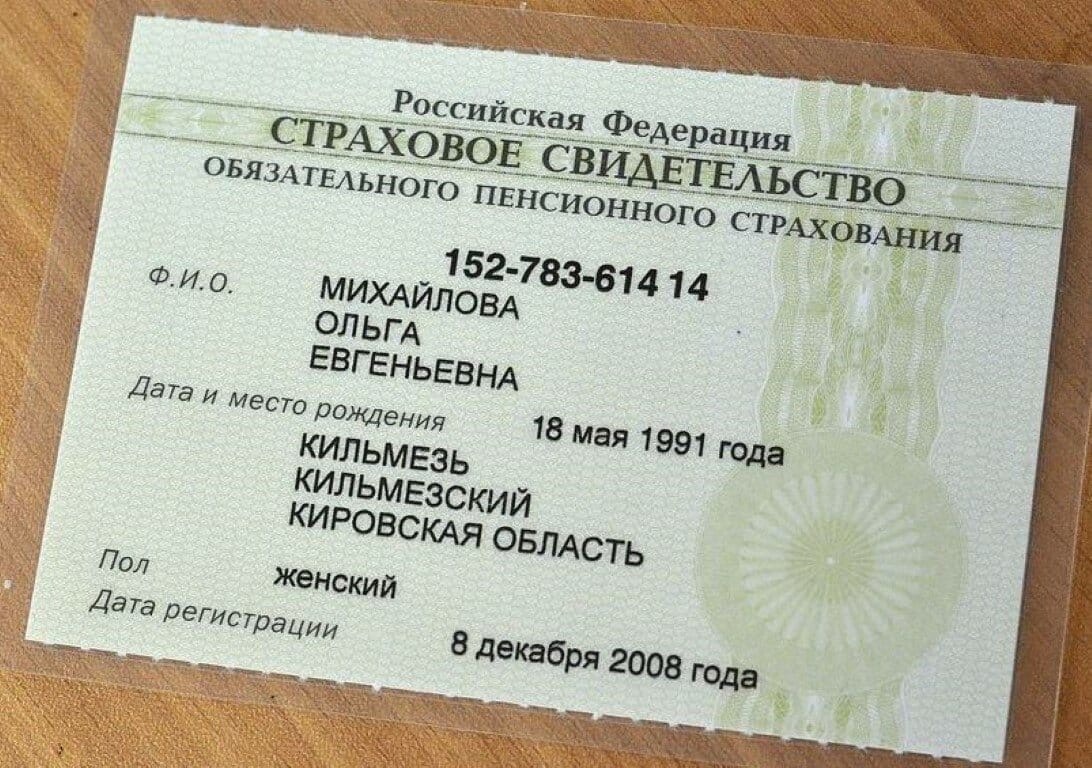 Российская Федерация
СТРАХОВОЕ СВИДЕТЕЛЬСТВО
ОБЯЗАТЕЛЬНОГО ПЕНСИОННОГО СТРАХОВАНИЯ
152-783-614 14
Ф.И.О. МИХАЙЛОВА
ОЛЬГА
ЕВГЕНЬЕВНА
Дата и место рождения 18 мая 1991 года
КИЛЬМЕЗЬ
КИЛЬМЕЗСКИЙ
КИРОВСКАЯ ОБЛАСТЬ
Пол женский
Дата регистрации 8 декабря 2008 года